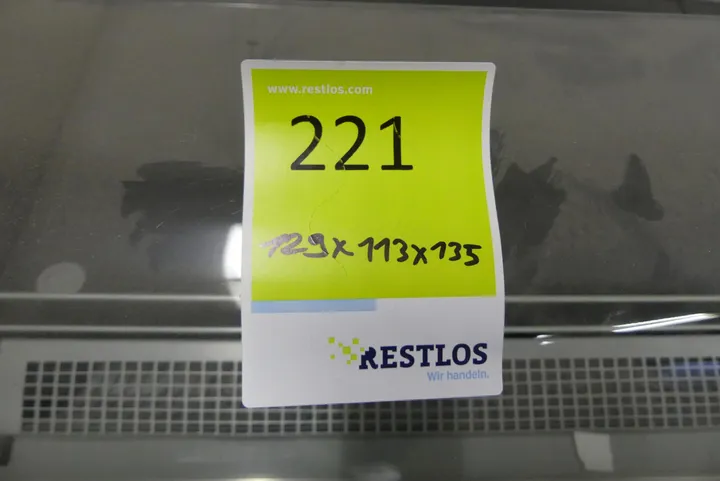 www.restlos.com
221
129x113x135
RESTLOS
Wir handeln.